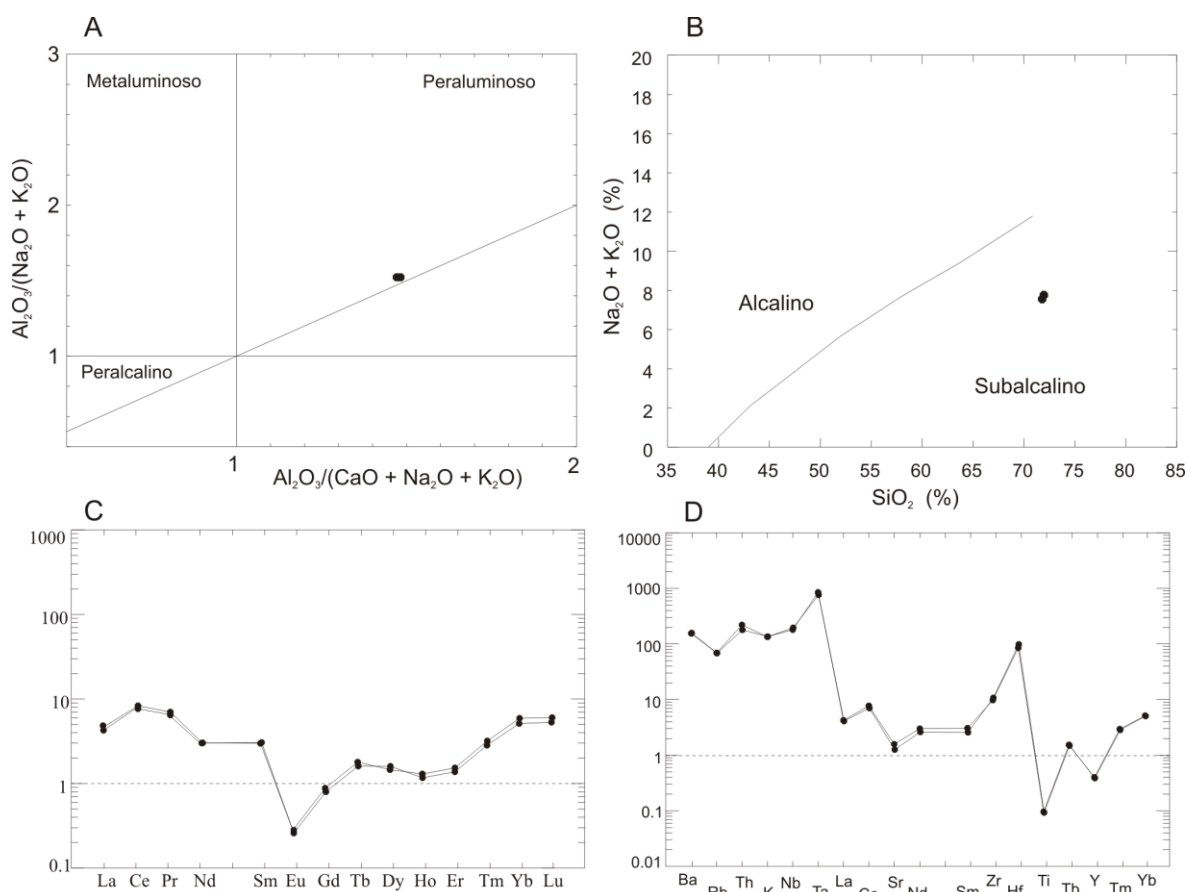 A
3
Metaluminoso Peraluminoso
Al₂O₃/(Na₂O + K₂O)
2
1
Peralcalino
1 2
Al₂O₃/(CaO + Na₂O + K₂O)
B
20
18
16
14
12
10
8
6
4
2
0
Na₂O + K₂O (%)
Alcalino
Subalcalino
35 40 45 50 55 60 65 70 75 80 85
SiO₂ (%)
C
1000
100
10
1
0.1
La Ce Pr Nd Sm Eu Gd Tb Dy Ho Er Tm Yb Lu
D
10000
1000
100
10
1
0.1
0.01
Ba Th Nb La Sr Zr Ti Y Yb
Rb K Ta Ce Nd Sm Hf Tb Tm